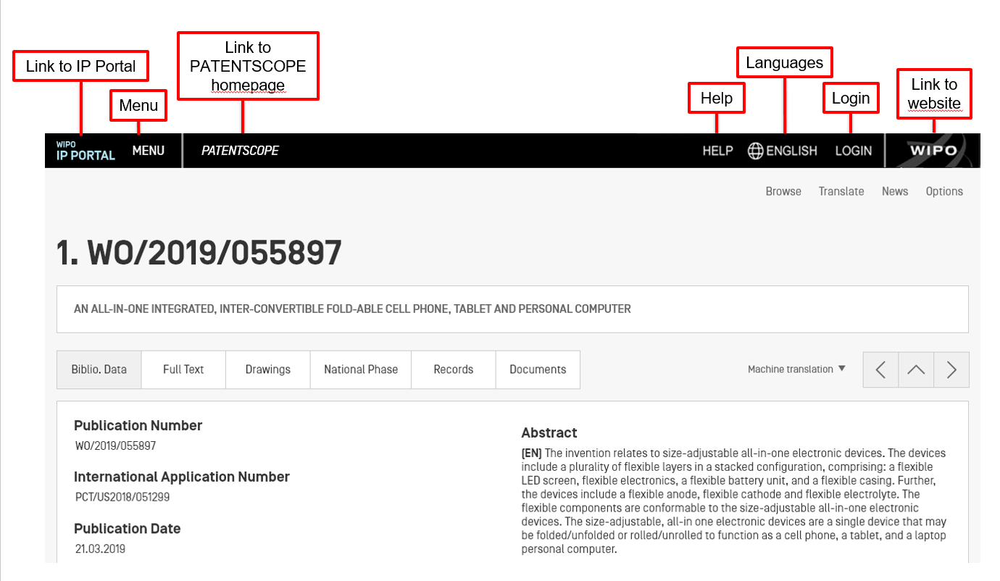 Link to IP Portal
Menu
Link to
PATENTSCOPE
homepage
Help
Languages
Login
Link to
website
WIPO
IP PORTAL
MENU
PATENTSCOPE
HELP
ENGLISH
LOGIN
WIPO
Browse
Translate
News
Options
1. WO/2019/055897
AN ALL-IN-ONE INTEGRATED, INTER-CONVERTIBLE FOLD-ABLE CELL PHONE, TABLET AND PERSONAL COMPUTER
Biblio. Data
Full Text
Drawings
National Phase
Records
Documents
Machine translation
Publication Number
WO/2019/055897
International Application Number
PCT/US2018/051299
Publication Date
21.03.2019
Abstract
(EN) The invention relates to size-adjustable all-in-one electronic devices. The devices
include a plurality of flexible layers in a stacked configuration, comprising: a flexible
LED screen, flexible electronics, a flexible battery unit, and a flexible casing. Further,
the devices include a flexible anode, flexible cathode and flexible electrolyte. The
flexible components are conformable to the size-adjustable all-in-one electronic
devices. The size-adjustable, all-in one electronic devices are a single device that may
be folded/unfolded or rolled/unrolled to function as a cell phone, a tablet, and a laptop
personal computer.